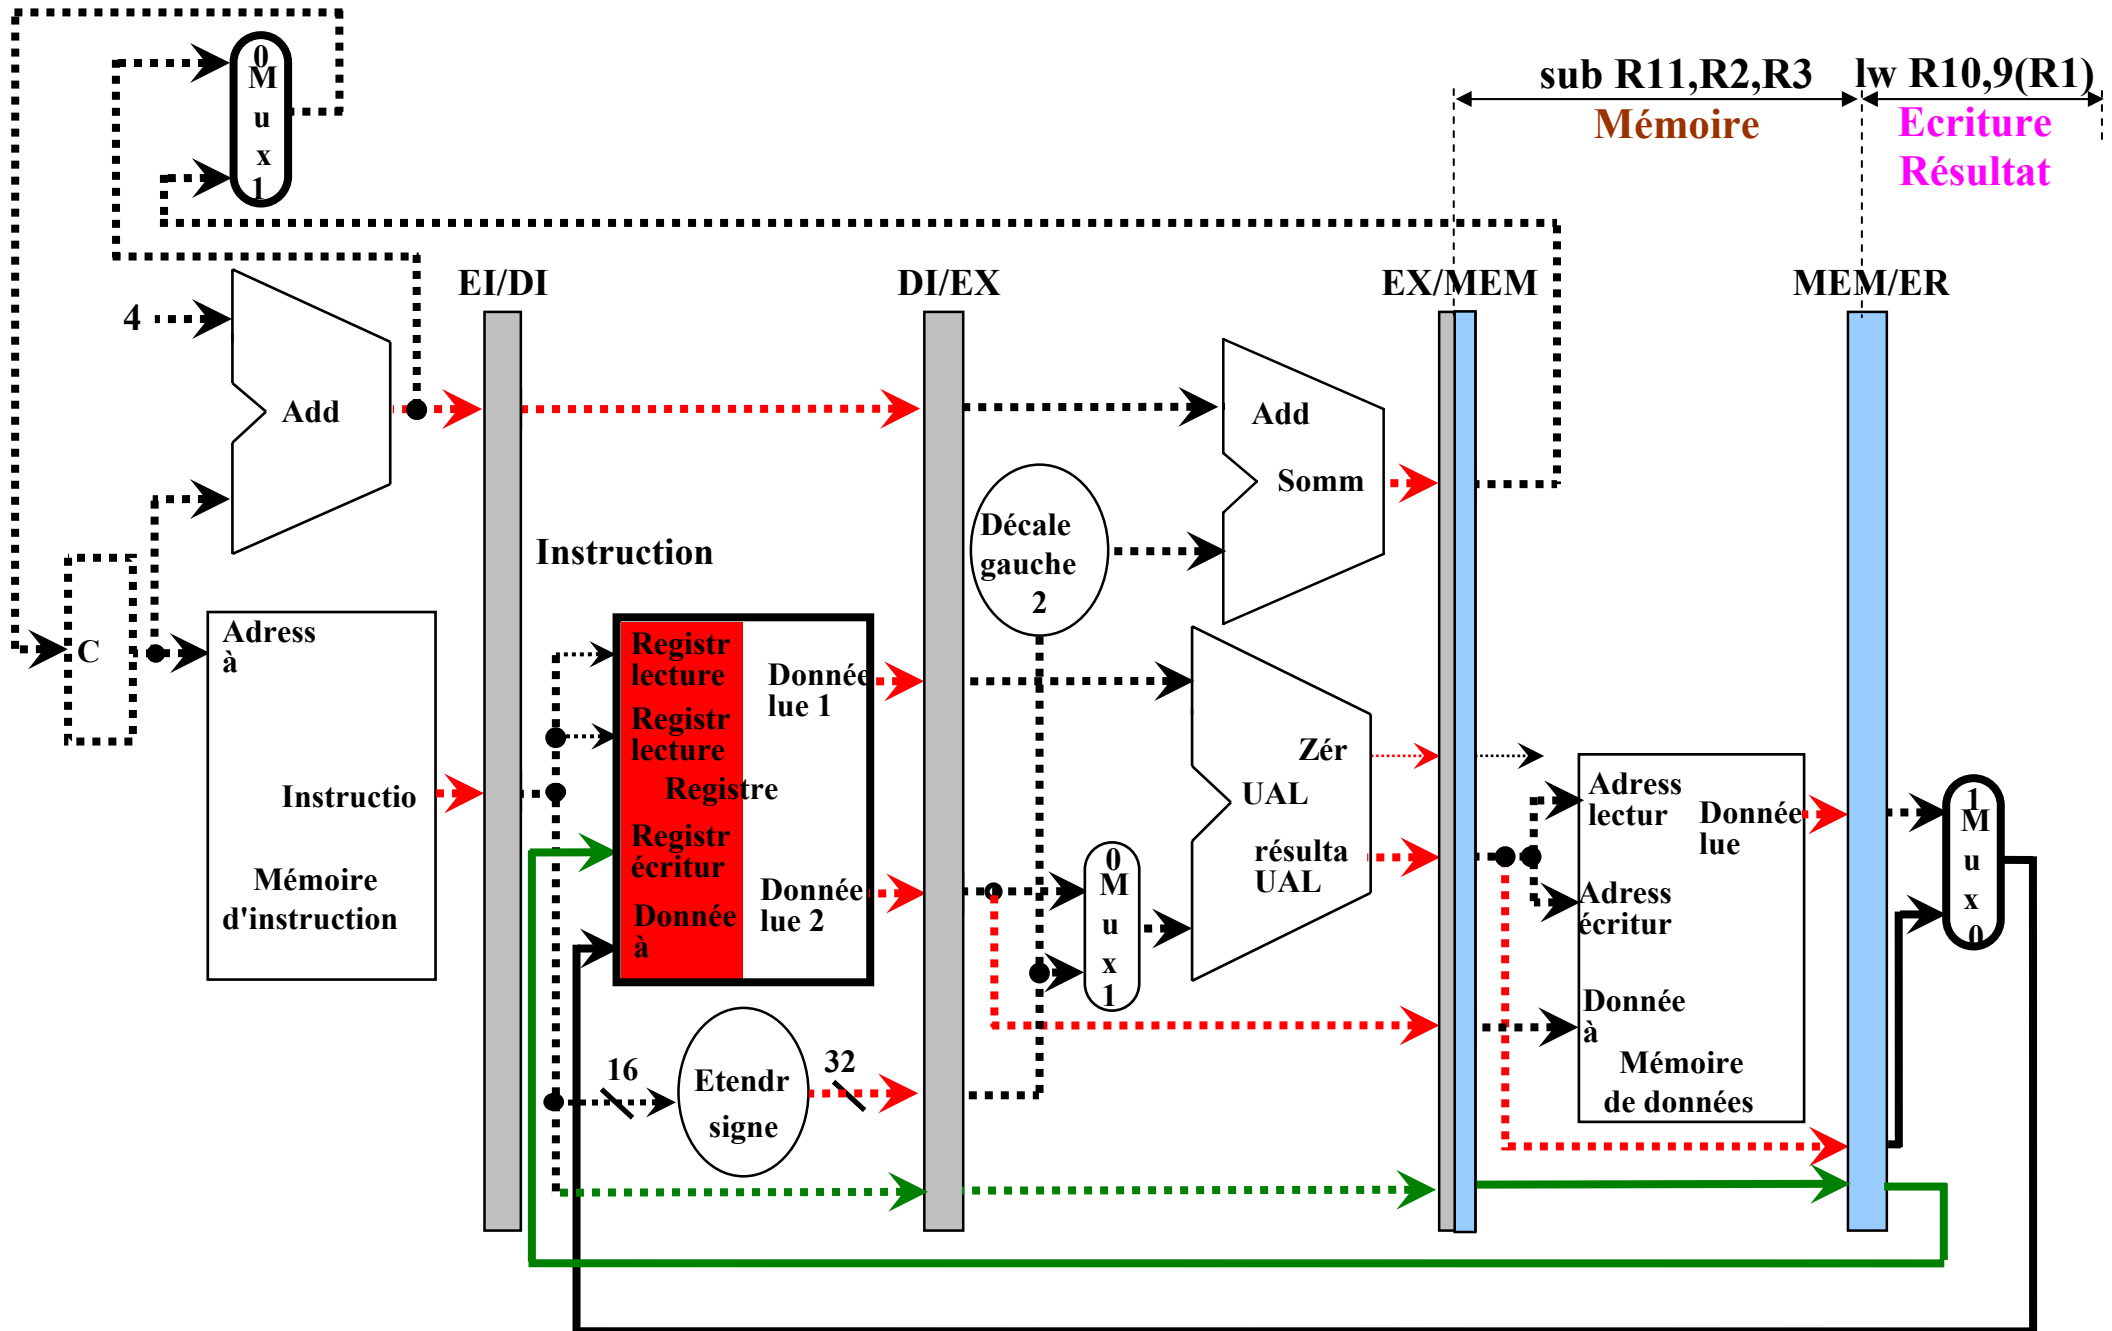 0
M
u
x
1
sub R11,R2,R3
lw R10,9(R1)
Mémoire
Ecriture
Résultat
EI/DI
DI/EX
EX/MEM
MEM/ER
4
Add
Add
Somm
Décale
gauche
2
Instruction
C
Adress
à
Instructio
Mémoire
d'instruction
Registr
lecture
Registr
lecture
Registre
Registr
écritur
Donnée
à
Donnée
lue 1
Donnée
lue 2
16
Etendr
signe
32
0
M
u
x
1
Zér
UAL
résulta
UAL
Adress
lectur
Donnée
lue
Adress
écritur
Donnée
à
Mémoire
de données
1
M
u
x
0